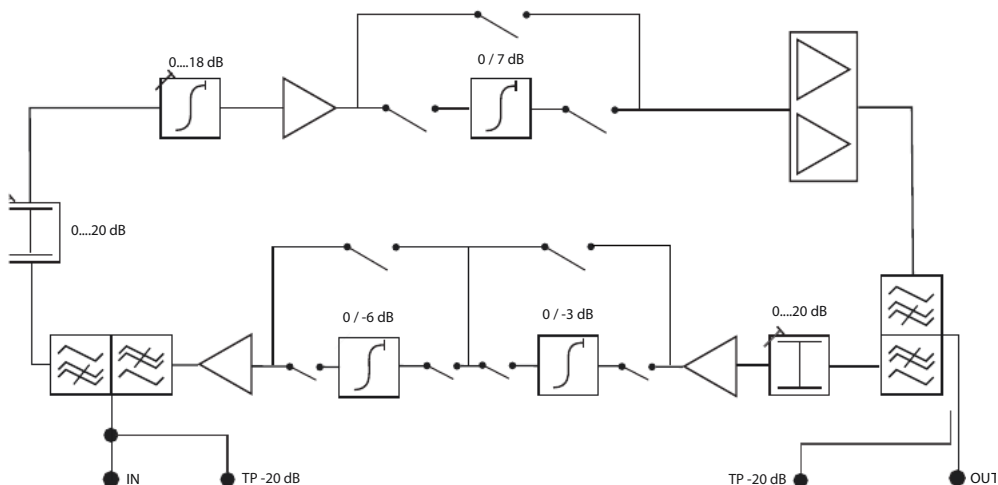 0....18 dB
0 / 7 dB
0....20 dB
0 / -6 dB
0 / -3 dB
0....20 dB
IN
TP -20 dB
TP -20 dB
OUT